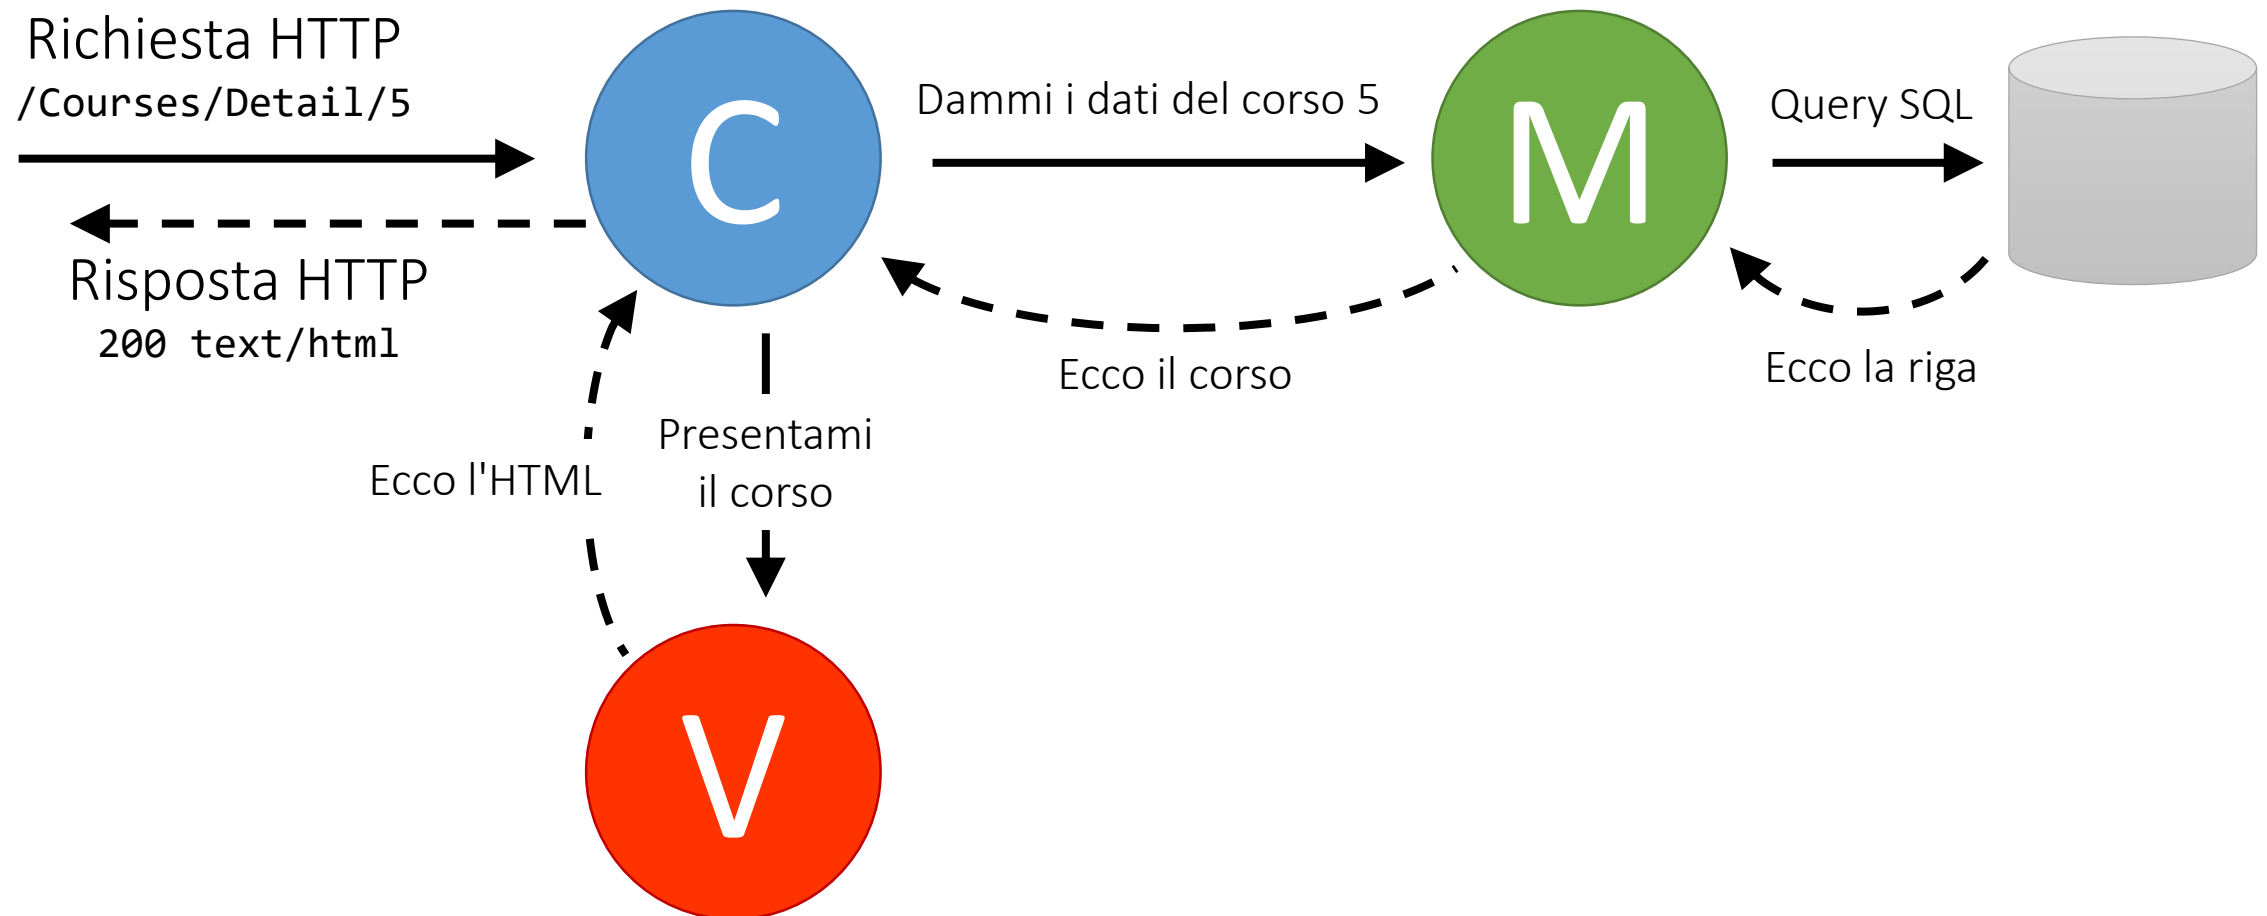 Richiesta HTTP
/Courses/Detail/5
C
Dammi i dati del corso 5
M
Query SQL
Risposta HTTP
200 text/html
Ecco il corso
Ecco la riga
Ecco l'HTML
Presentami
il corso
V